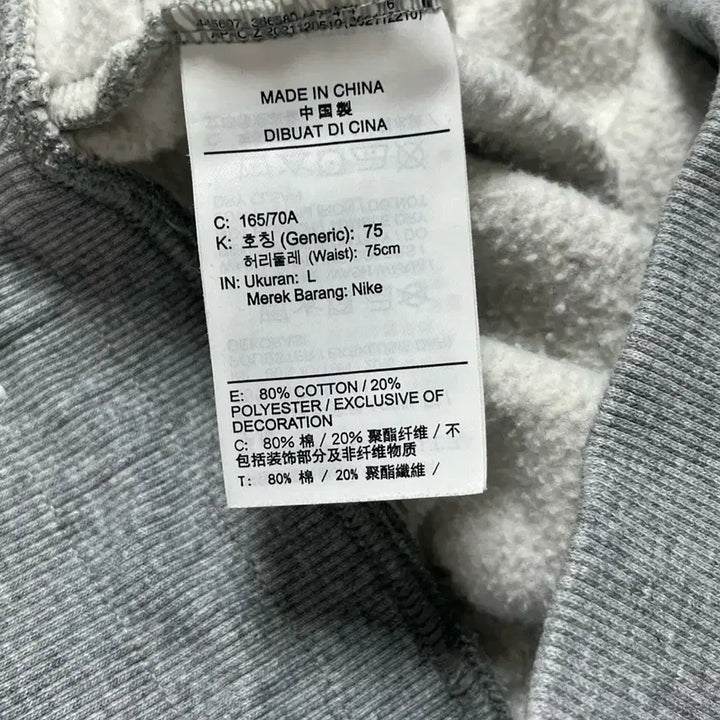 MADE IN CHINA
中国製
DIBUAT DI CINA
C: 165/70A
K: 호칭 (Generic): 75
허리둘레 (Waist): 75cm
IN: Ukuran: L
Merek Barang: Nike
E: 80% COTTON / 20%
POLYESTER / EXCLUSIVE OF
DECORATION
C: 80% 棉 / 20% 聚酯纤维 / 不
包括装饰部分及非纤维物质
T: 80% 棉 / 20% 聚酯纖維 /